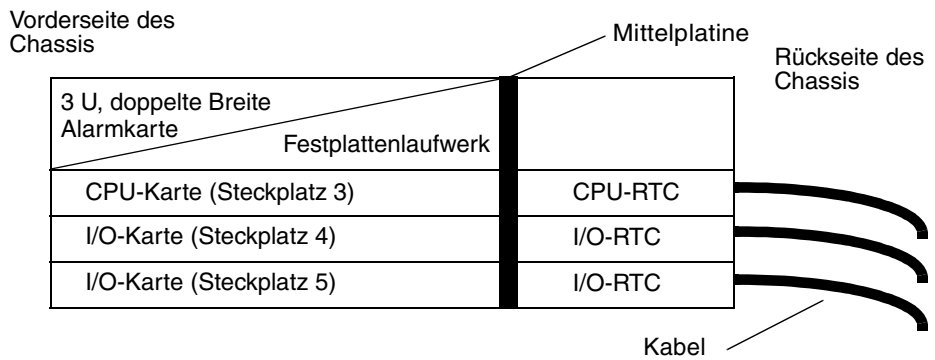 Vorderseite des
Chassis
Mittelplatine
Rückseite des
Chassis
3 U, doppelte Breite
Alarmkarte
Festplattenlaufwerk
CPU-Karte (Steckplatz 3)
CPU-RTC
I/O-Karte (Steckplatz 4)
I/O-RTC
I/O-Karte (Steckplatz 5)
I/O-RTC
Kabel